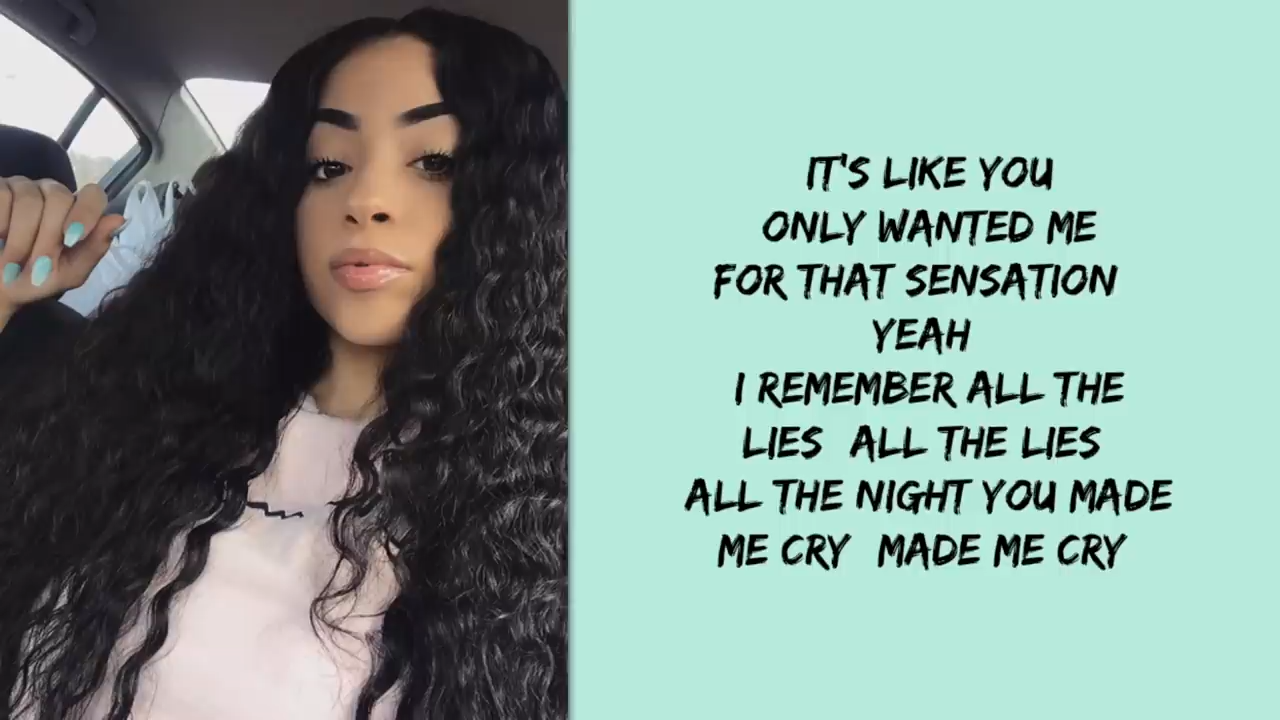 IT'S LIKE YOU
ONLY WANTED ME
FOR THAT SENSATION
YEAH
I REMEMBER ALL THE
LIES  ALL THE LIES
ALL THE NIGHT YOU MADE
ME CRY  MADE ME CRY